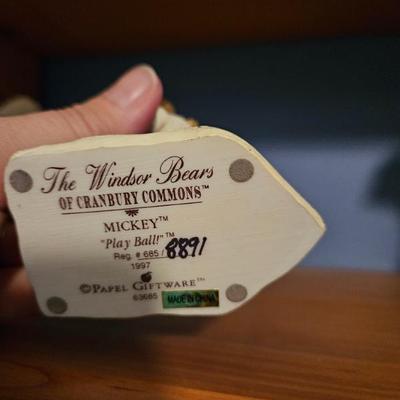 The Windsor Bears
OF CRANBURY COMMONS™
MICKEY™
"Play Ball!"™
Reg. # 685/8891
1997
©PAPEL GIFTWARE™
63685 MADE IN CHINA